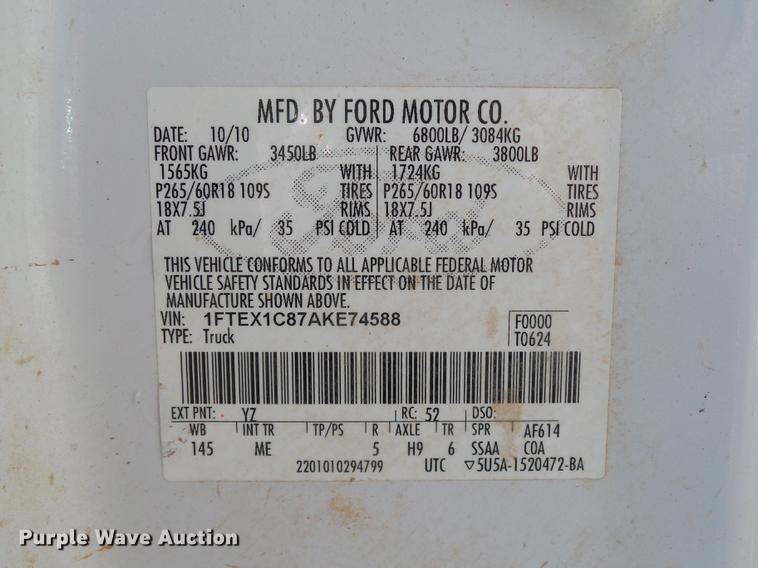 MFD. BY FORD MOTOR CO.
DATE: 10/10 GVWR: 6800LB/ 3084KG
FRONT GAWR: 3450LB REAR GAWR: 3800LB
1565KG WITH 1724KG WITH
P265/60R18 109S TIRES P265/60R18 109S TIRES
18X7.5J RIMS 18X7.5J RIMS
AT 240 kPa/ 35 PSI COLD AT 240 kPa/ 35 PSI COLD
THIS VEHICLE CONFORMS TO ALL APPLICABLE FEDERAL MOTOR
VEHICLE SAFETY STANDARDS IN EFFECT ON THE DATE OF
MANUFACTURE SHOWN ABOVE.
VIN: 1FTEX1C87AKE74588 F0000
TYPE: Truck T0624
EXT PNT: YZ RC: 52 DSO:
WB INT TR TP/PS R AXLE TR SPR AF614
145 ME 5 H9 6 SSAA COA
2201010294799 UTC ▽5U5A-1520472-BA
Purple Wave Auction